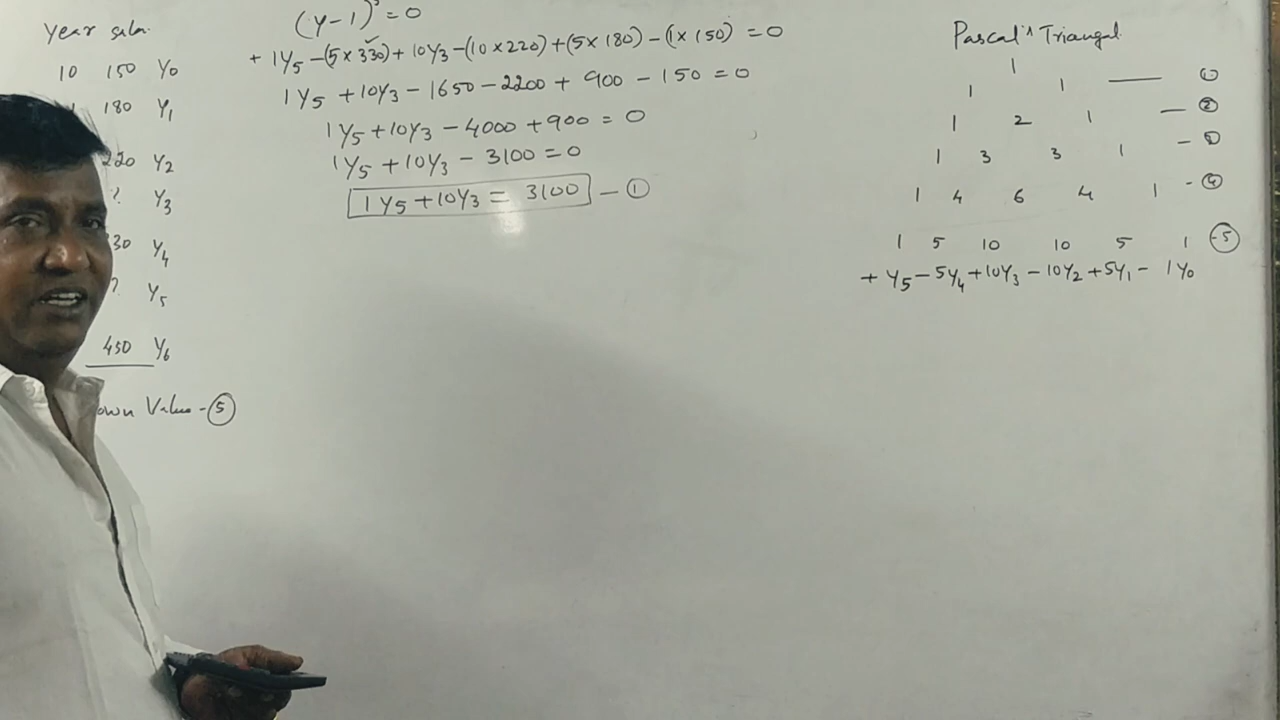 Year
10 150 Y₀
180 Y₁
220 Y₂
? Y₃
30 Y₄
? Y₅
450 Y₆
own Value - ⑤
(Y-1)⁵ = 0
+ 1Y₅ - (5 × 330) + 10Y₃ - (10 × 220) + (5 × 180) - (1 × 150) = 0
1Y₅ + 10Y₃ - 1650 - 2200 + 900 - 150 = 0
1Y₅ + 10Y₃ - 4000 + 900 = 0
1Y₅ + 10Y₃ - 3100 = 0
1Y₅ + 10Y₃ = 3100 — ①
Pascal's Triangal
1
1 1 — ①
1 2 1 — ②
1 3 3 1 -
1 4 6 4 1 - ④
1 5 10 10 5 1 - ⑤
+ Y₅ - 5Y₄ + 10Y₃ - 10Y₂ + 5Y₁ - 1Y₀